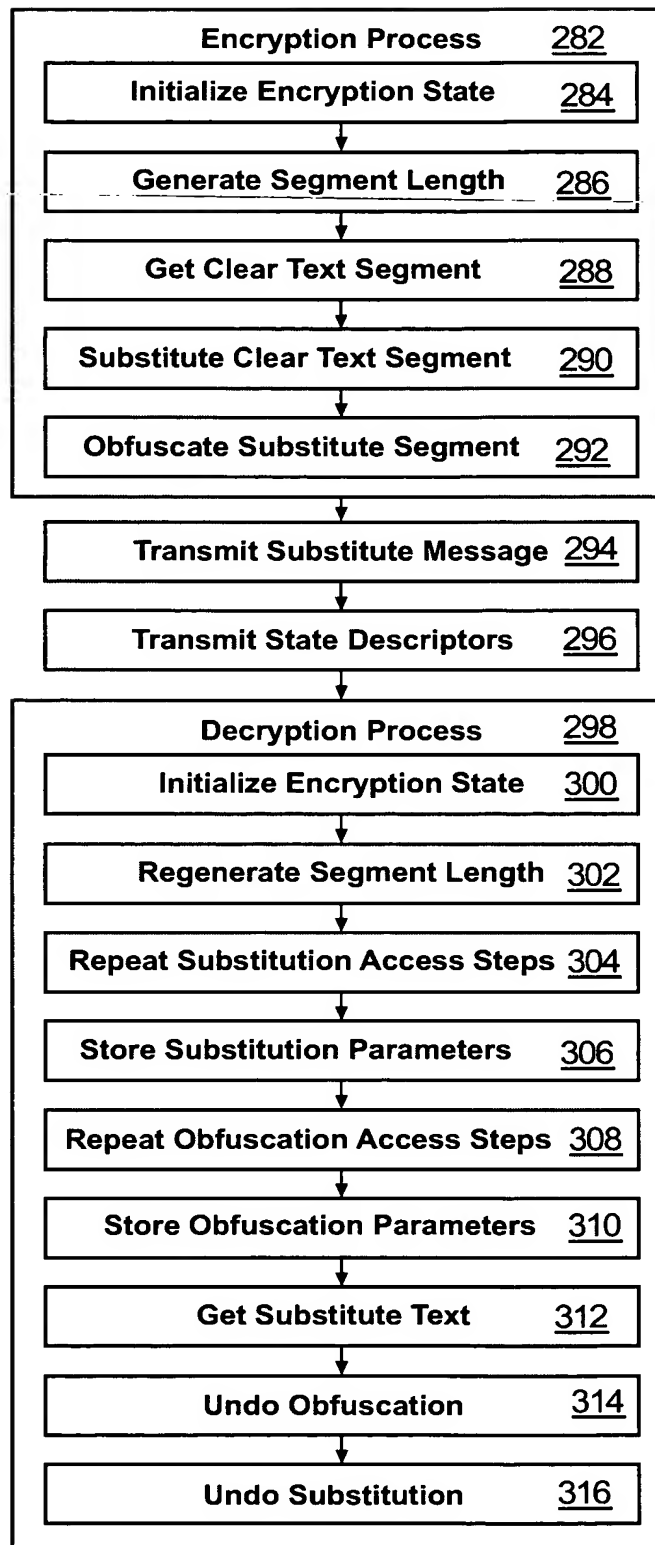 Encryption Process 282
Initialize Encryption State 284
Generate Segment Length 286
Get Clear Text Segment 288
Substitute Clear Text Segment 290
Obfuscate Substitute Segment 292
Transmit Substitute Message 294
Transmit State Descriptors 296
Decryption Process 298
Initialize Encryption State 300
Regenerate Segment Length 302
Repeat Substitution Access Steps 304
Store Substitution Parameters 306
Repeat Obfuscation Access Steps 308
Store Obfuscation Parameters 310
Get Substitute Text 312
Undo Obfuscation 314
Undo Substitution 316